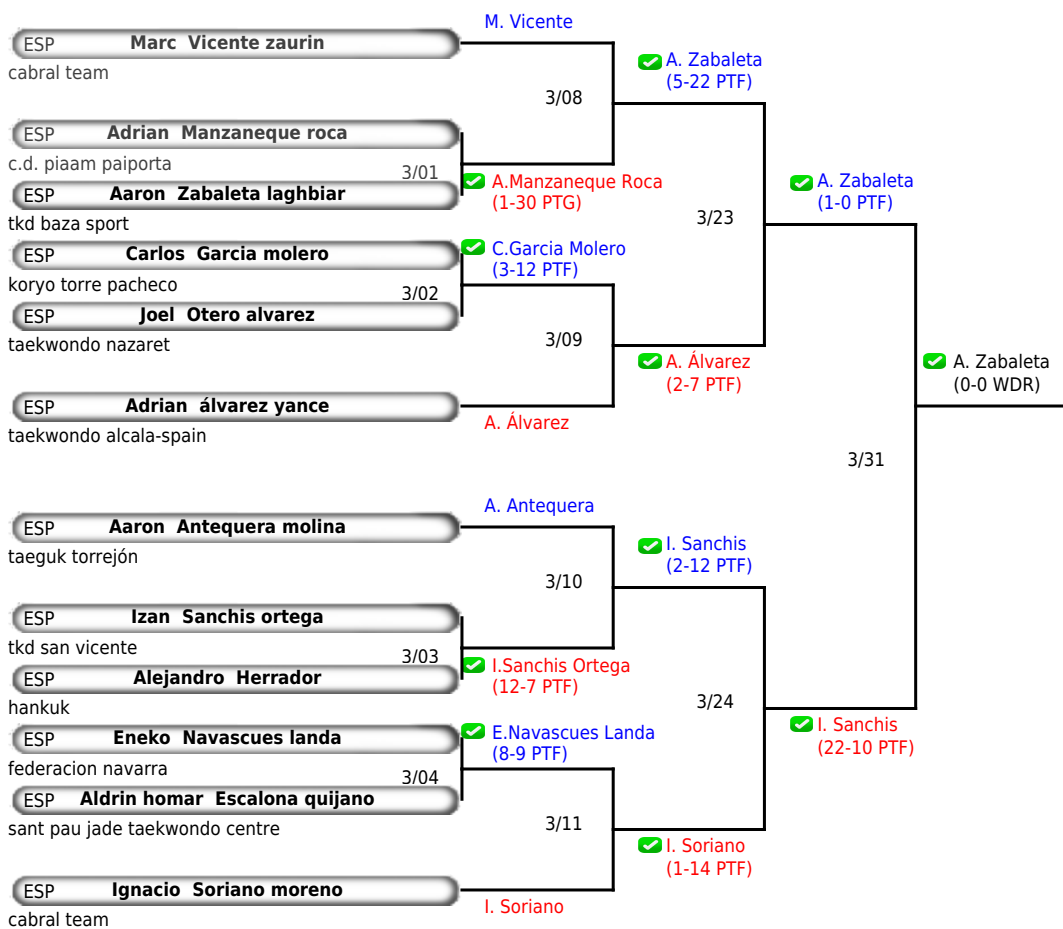 M. Vicente
ESP Marc Vicente zaurin
cabral team
A. Zabaleta
(5-22 PTF)
3/08
ESP Adrian Manzaneque roca
c.d. piaam paiporta
3/01
A.Manzaneque Roca
(1-30 PTG)
ESP Aaron Zabaleta laghbiar
tkd baza sport
A. Zabaleta
(1-0 PTF)
3/23
ESP Carlos Garcia molero
koryo torre pacheco
C.Garcia Molero
(3-12 PTF)
3/02
ESP Joel Otero alvarez
taekwondo nazaret
3/09
A. Álvarez
(2-7 PTF)
A. Zabaleta
(0-0 WDR)
ESP Adrian álvarez yance
taekwondo alcala-spain
A. Álvarez
3/31
A. Antequera
ESP Aaron Antequera molina
taeguk torrejón
I. Sanchis
(2-12 PTF)
3/10
ESP Izan Sanchis ortega
tkd san vicente
3/03
I.Sanchis Ortega
(12-7 PTF)
ESP Alejandro Herrador
hankuk
3/24
I. Sanchis
(22-10 PTF)
ESP Eneko Navascues landa
federacion navarra
E.Navascues Landa
(8-9 PTF)
3/04
ESP Aldrin homar Escalona quijano
sant pau jade taekwondo centre
3/11
I. Soriano
(1-14 PTF)
ESP Ignacio Soriano moreno
cabral team
I. Soriano